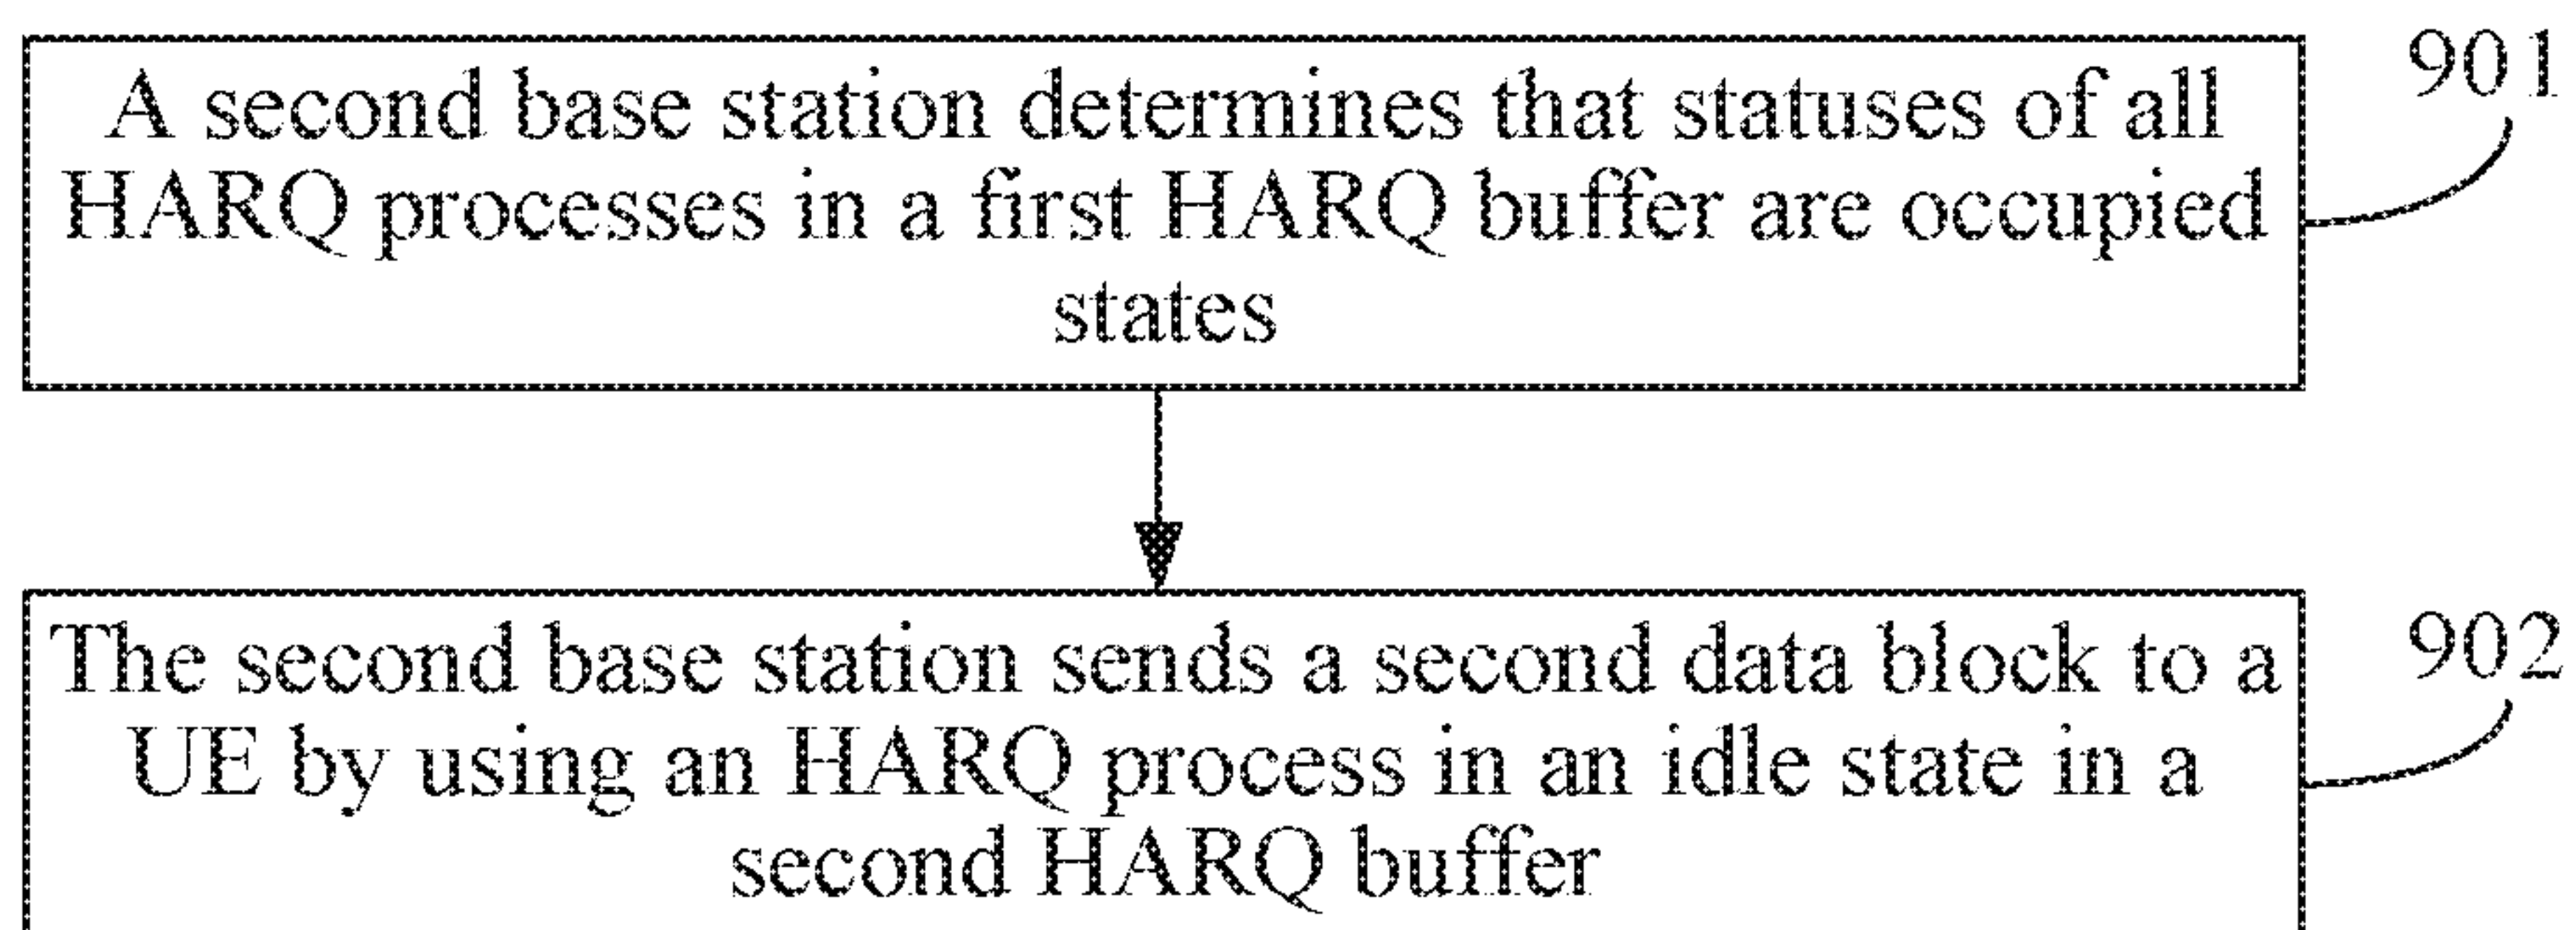 A second base station determines that statuses of all
HARQ processes in a first HARQ buffer are occupied
states
901
The second base station sends a second data block to a
UE by using an HARQ process in an idle state in a
second HARQ buffer
902